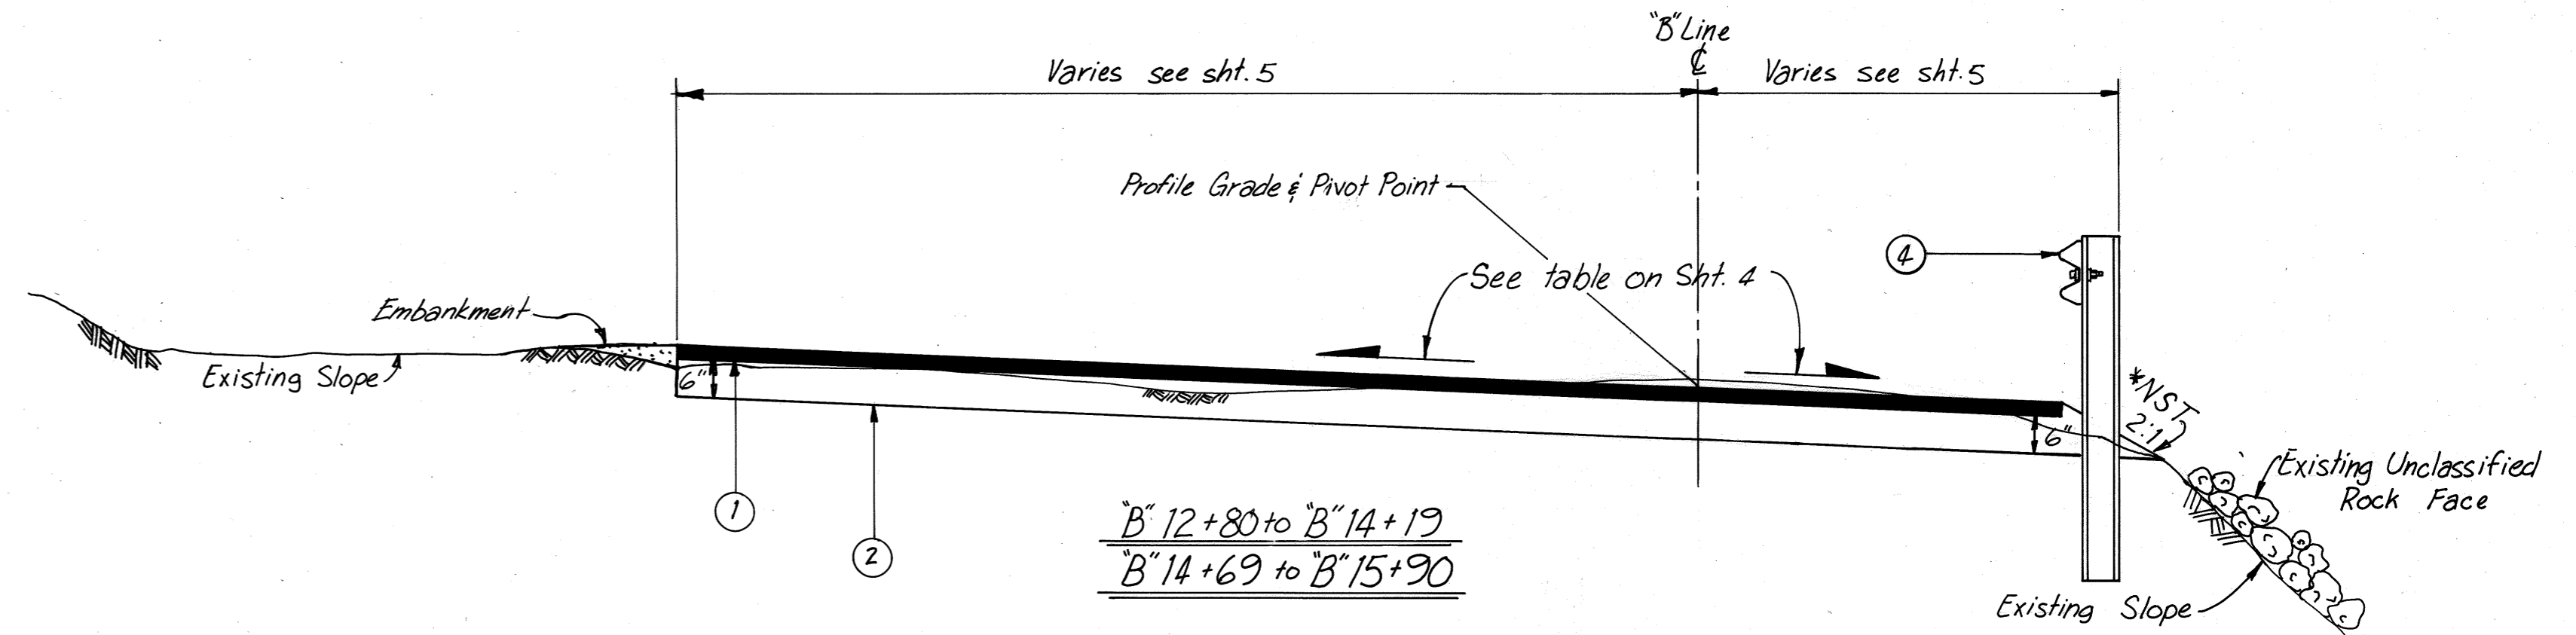 "B" Line
℄
Varies see sht. 5
Varies see sht. 5
Profile Grade & Pivot Point
See table on Sht. 4
4
Embankment
Existing Slope
6"
6"
*NST
2:1
Existing Unclassified
Rock Face
1
2
"B" 12+80 to "B" 14+19
"B" 14+69 to "B" 15+90
Existing Slope